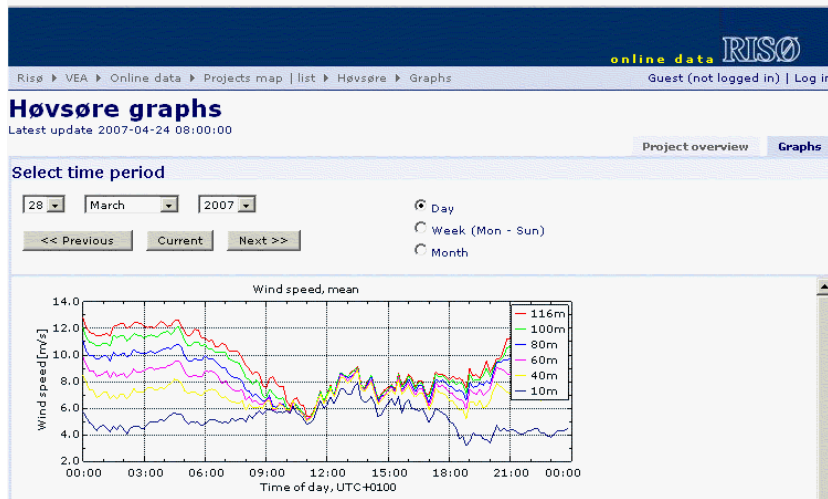 online data RISØ
Risø ▶ VEA ▶ Online data ▶ Projects map | list ▶ Høvsøre ▶ Graphs
Guest (not logged in) | Log in
Høvsøre graphs
Latest update 2007-04-24 08:00:00
Project overview Graphs
Select time period
28 March 2007
Day
Week (Mon - Sun)
Month
<< Previous Current Next >>
Wind speed, mean
14.0
12.0
10.0
8.0
6.0
4.0
2.0
Wind speed[m/s]
116m
100m
80m
60m
40m
10m
00:00 03:00 06:00 09:00 12:00 15:00 18:00 21:00 00:00
Time of day, UTC+0100